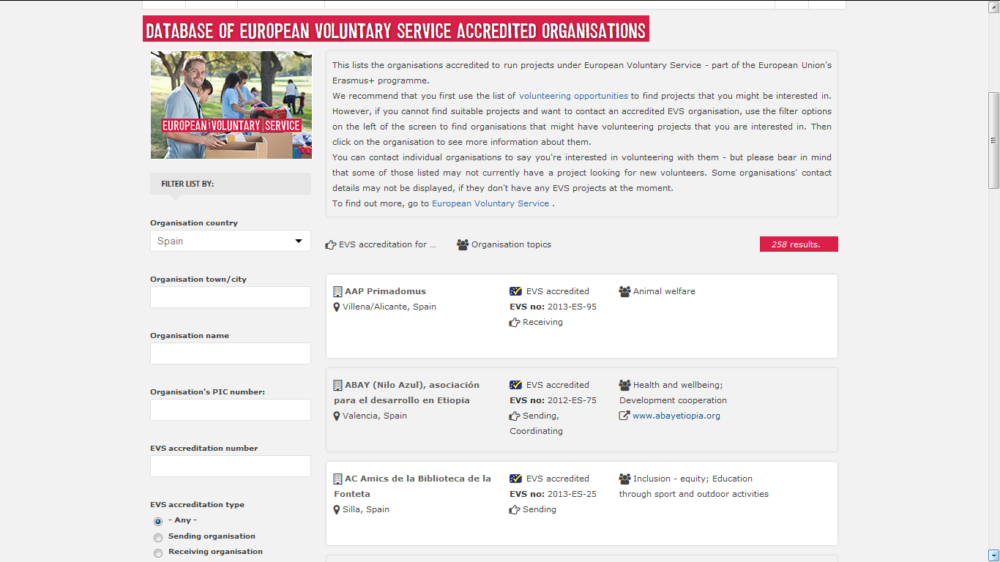 DATABASE OF EUROPEAN VOLUNTARY SERVICE ACCREDITED ORGANISATIONS
EUROPEAN VOLUNTARY SERVICE
FILTER LIST BY:
Organisation country
Spain
Organisation town/city
Organisation name
Organisation's PIC number:
EVS accreditation number
EVS accreditation type
- Any -
Sending organisation
Receiving organisation
This lists the organisations accredited to run projects under European Voluntary Service - part of the European Union's
Erasmus+ programme.
We recommend that you first use the list of volunteering opportunities to find projects that you might be interested in.
However, if you cannot find suitable projects and want to contact an accredited EVS organisation, use the filter options
on the left of the screen to find organisations that might have volunteering projects that you are interested in. Then
click on the organisation to see more information about them.
You can contact individual organisations to say you're interested in volunteering with them - but please bear in mind
that some of those listed may not currently have a project looking for new volunteers. Some organisations' contact
details may not be displayed, if they don't have any EVS projects at the moment.
To find out more, go to European Voluntary Service .
EVS accreditation for ...
Organisation topics
258 results.
AAP Primadomus
Villena/Alicante, Spain
EVS accredited
EVS no: 2013-ES-95
Receiving
Animal welfare
ABAY (Nilo Azul), asociación
para el desarrollo en Etiopia
Valencia, Spain
EVS accredited
EVS no: 2012-ES-75
Sending,
Coordinating
Health and wellbeing;
Development cooperation
www.abayetiopia.org
AC Amics de la Biblioteca de la
Fonteta
Silla, Spain
EVS accredited
EVS no: 2013-ES-25
Sending
Inclusion - equity; Education
through sport and outdoor activities